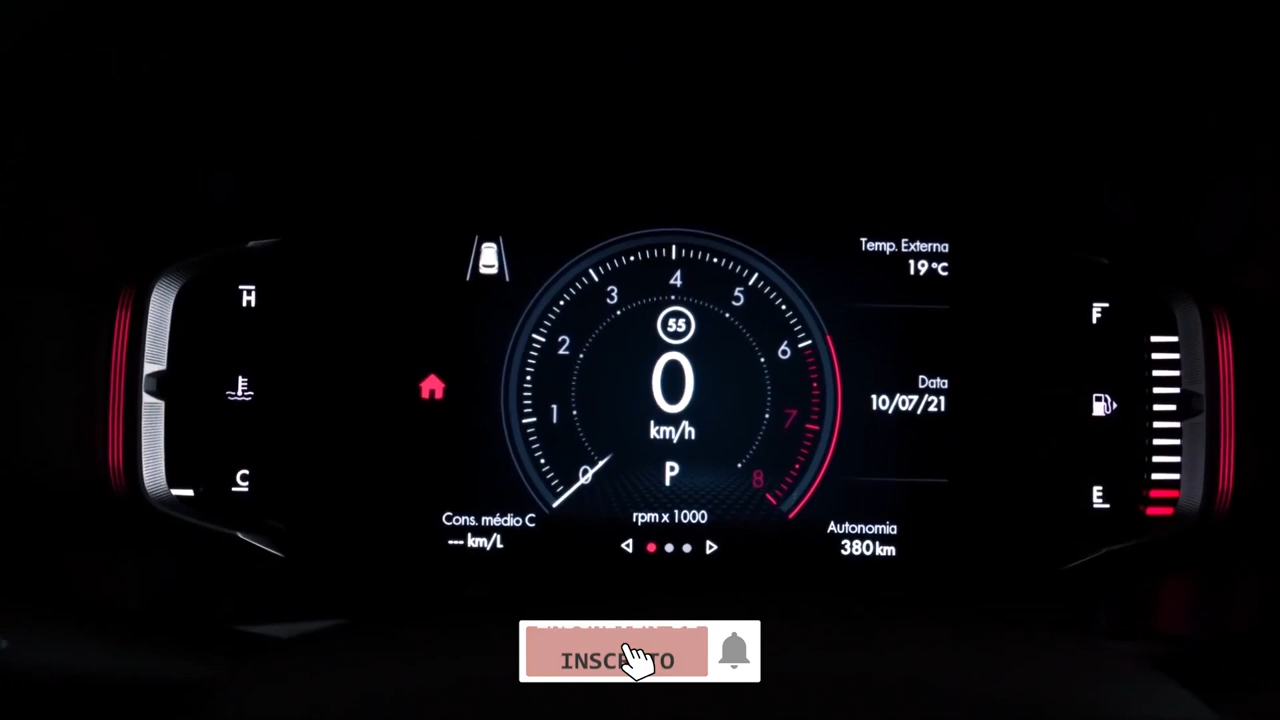 Temp. Externa
19 °C
H
F
4
3
5
55
2
6
0
km/h
Data
10/07/21
1
7
0
P
8
C
E
Cons. médio C
--- km/L
rpm x 1000
Autonomia
380 km